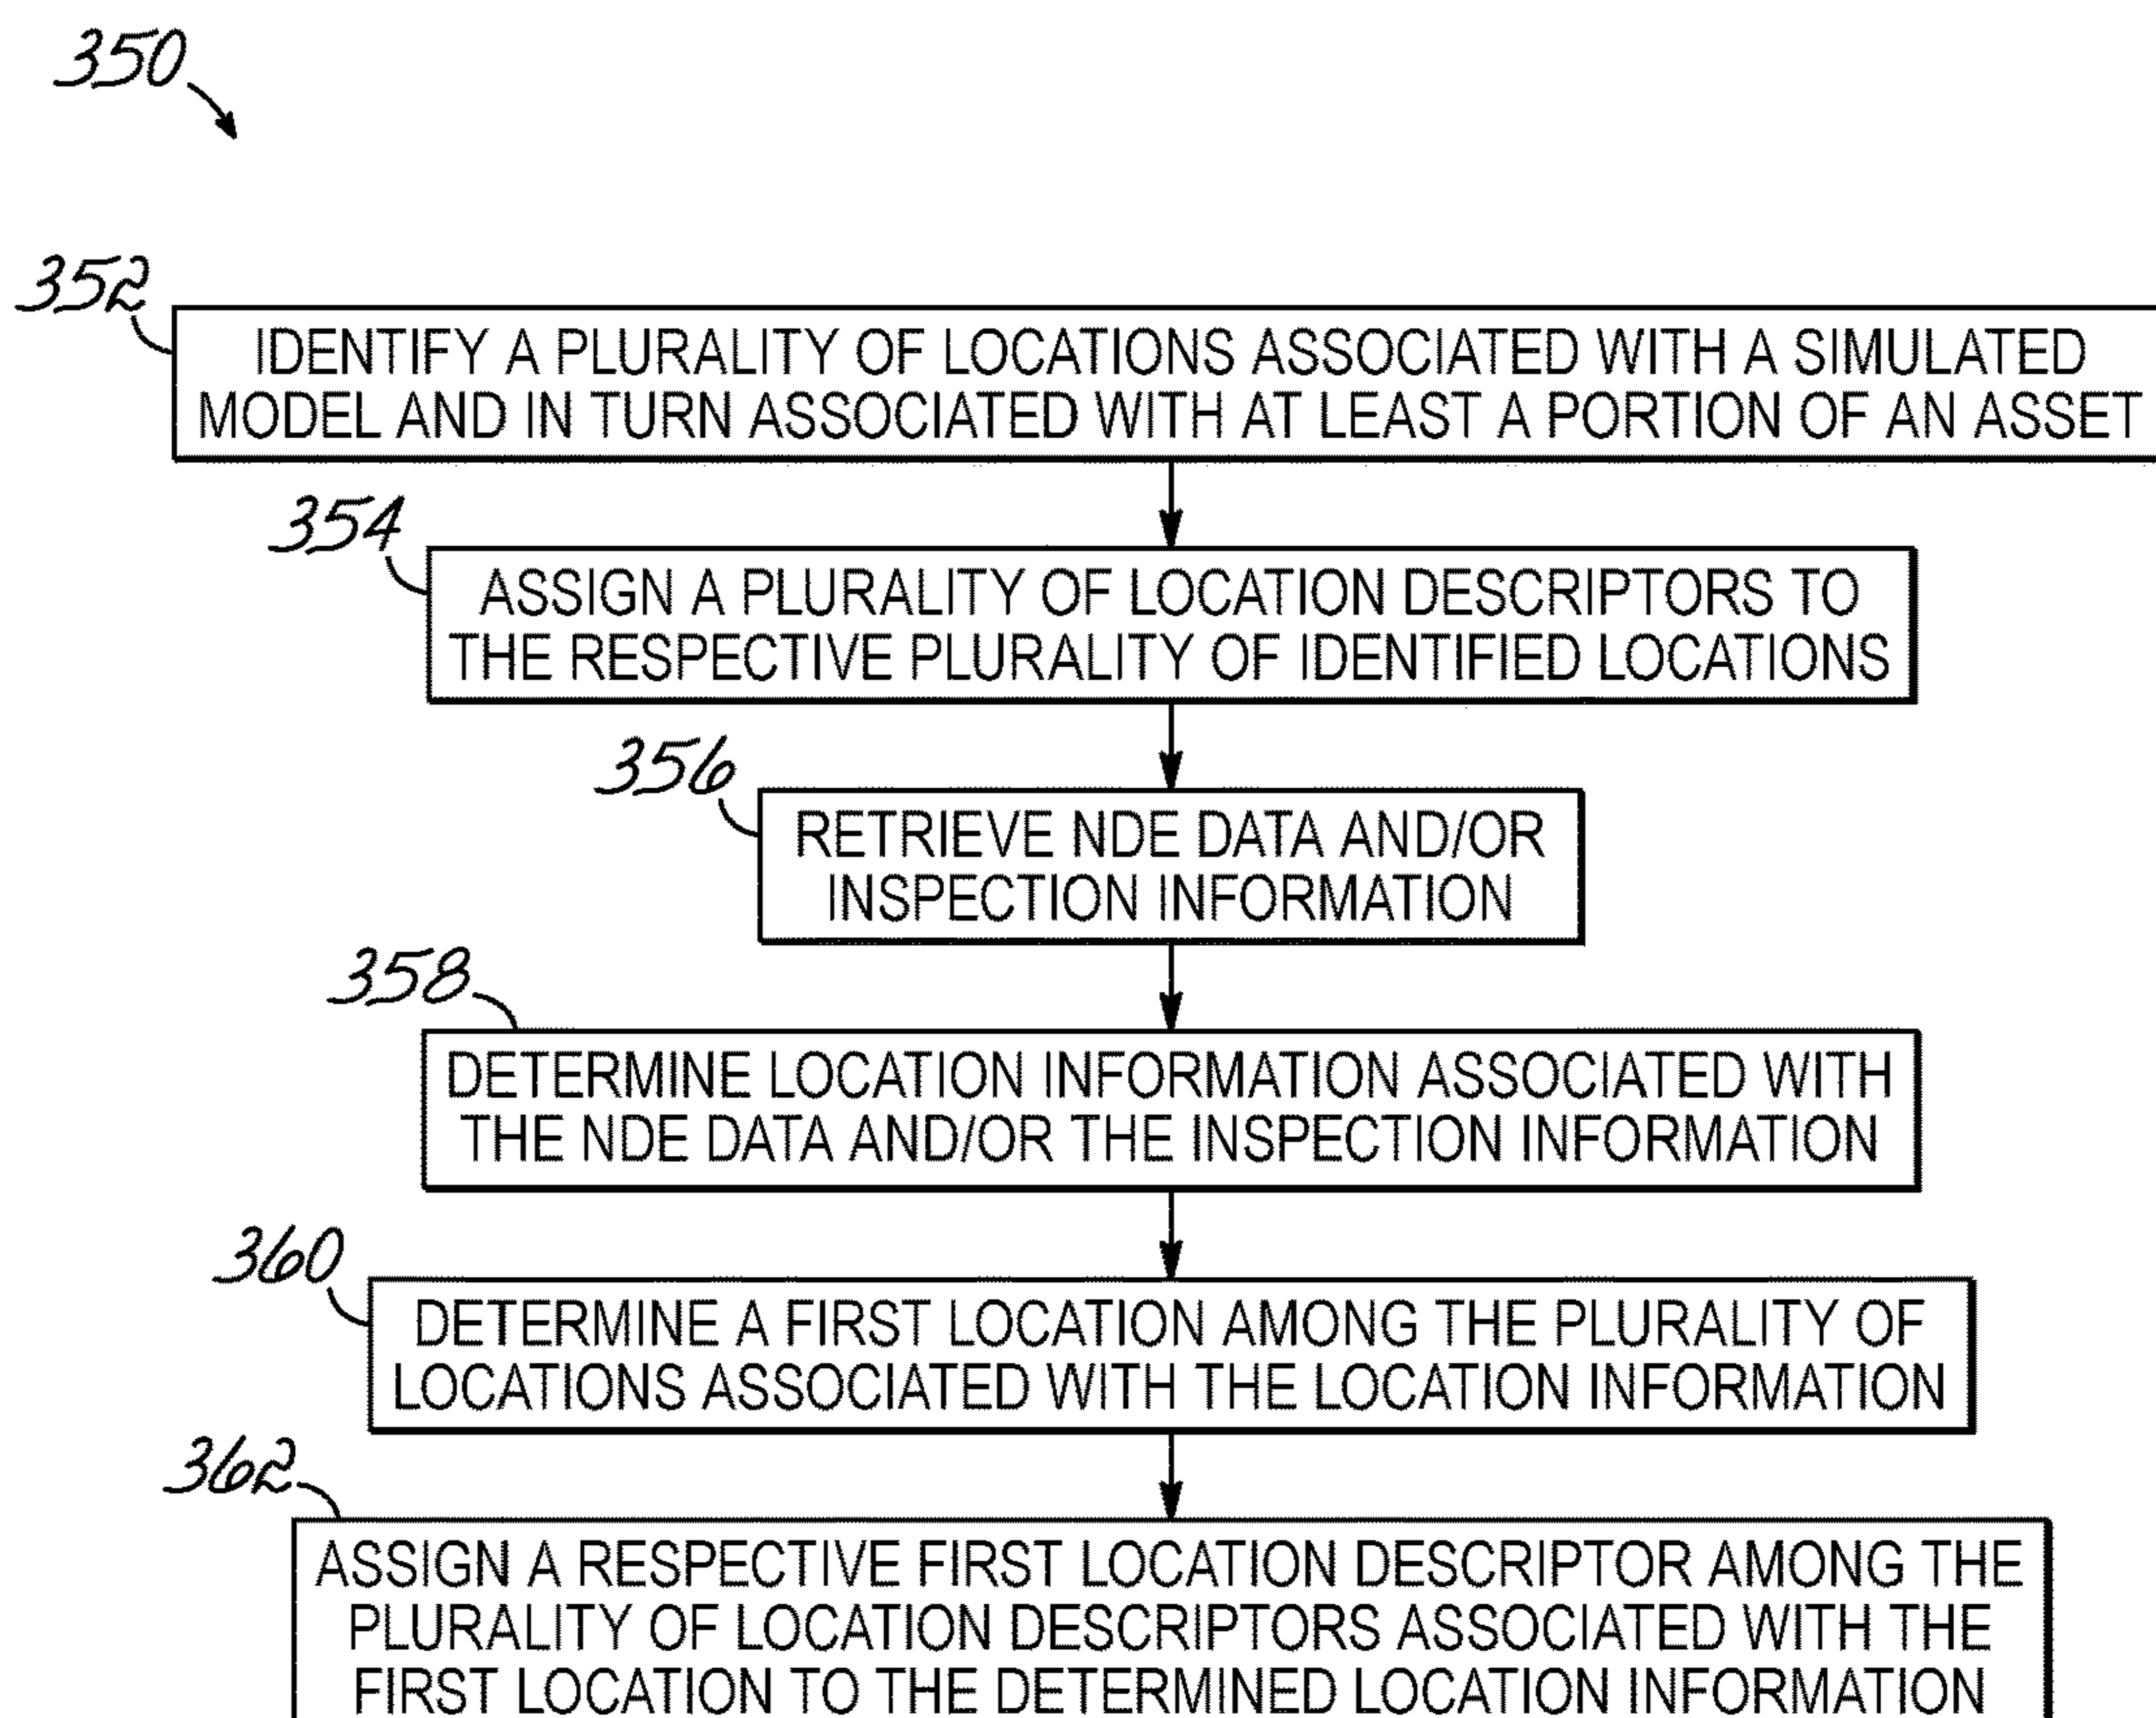 350
352
IDENTIFY A PLURALITY OF LOCATIONS ASSOCIATED WITH A SIMULATED
MODEL AND IN TURN ASSOCIATED WITH AT LEAST A PORTION OF AN ASSET
354
ASSIGN A PLURALITY OF LOCATION DESCRIPTORS TO
THE RESPECTIVE PLURALITY OF IDENTIFIED LOCATIONS
356
RETRIEVE NDE DATA AND/OR
INSPECTION INFORMATION
358
DETERMINE LOCATION INFORMATION ASSOCIATED WITH
THE NDE DATA AND/OR THE INSPECTION INFORMATION
360
DETERMINE A FIRST LOCATION AMONG THE PLURALITY OF
LOCATIONS ASSOCIATED WITH THE LOCATION INFORMATION
362
ASSIGN A RESPECTIVE FIRST LOCATION DESCRIPTOR AMONG THE
PLURALITY OF LOCATION DESCRIPTORS ASSOCIATED WITH THE
FIRST LOCATION TO THE DETERMINED LOCATION INFORMATION